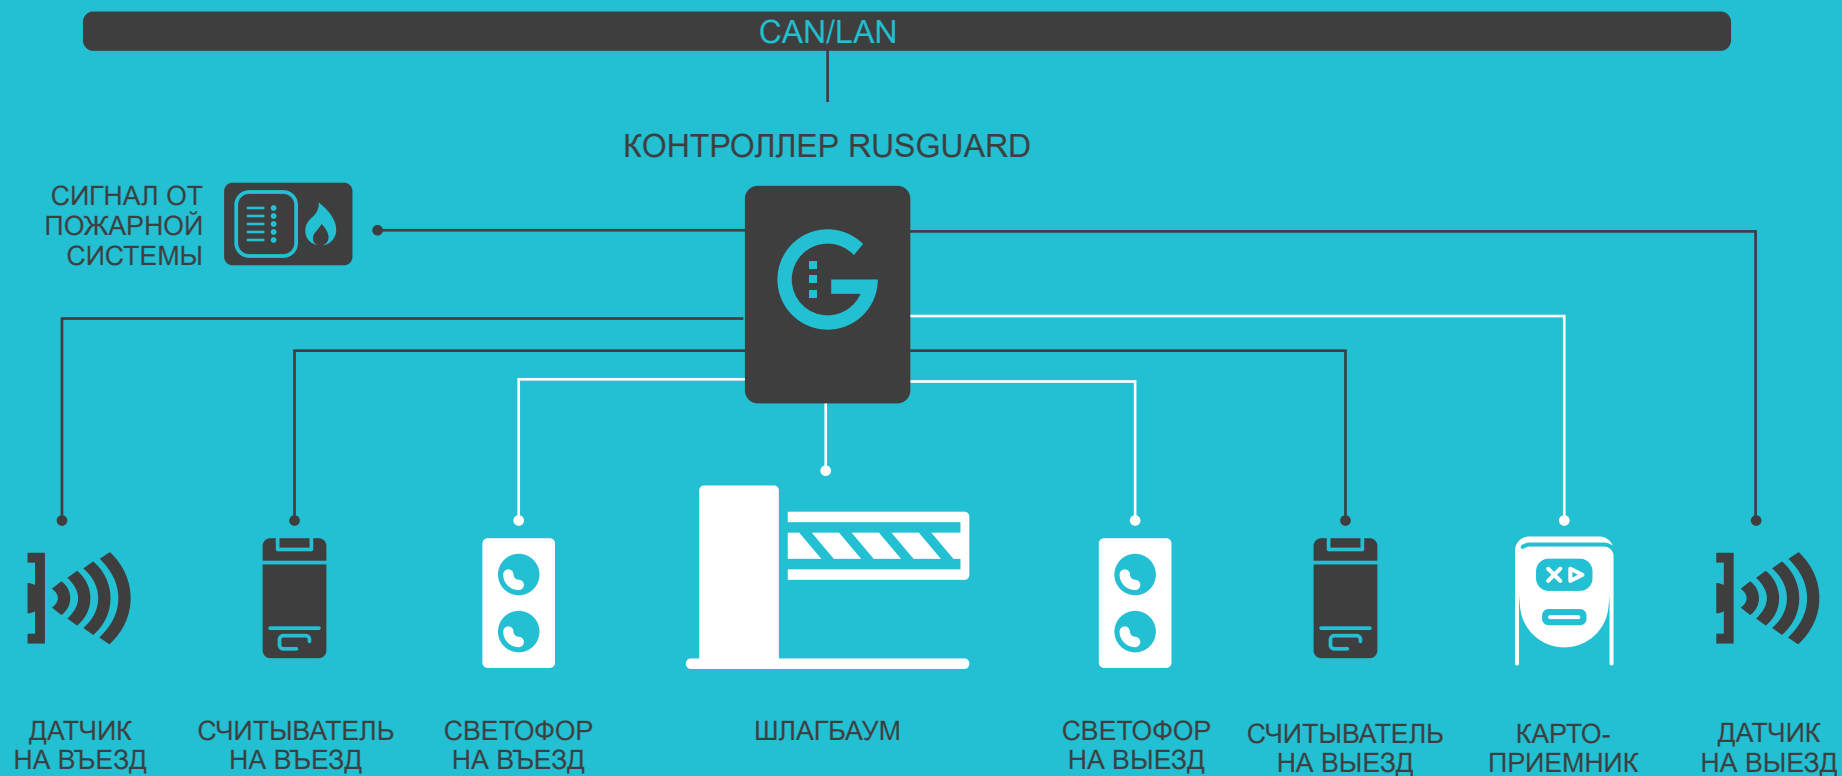 CAN/LAN
КОНТРОЛЛЕР RUSGUARD
СИГНАЛ ОТ
ПОЖАРНОЙ
СИСТЕМЫ
ДАТЧИК
НА ВЪЕЗД
СЧИТЫВАТЕЛЬ
НА ВЪЕЗД
СВЕТОФОР
НА ВЪЕЗД
ШЛАГБАУМ
СВЕТОФОР
НА ВЫЕЗД
СЧИТЫВАТЕЛЬ
НА ВЫЕЗД
КАРТО-
ПРИЕМНИК
ДАТЧИК
НА ВЫЕЗД